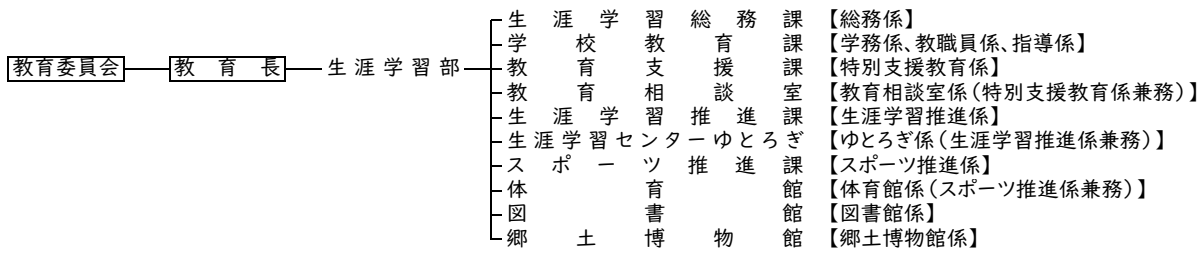 生涯学習総務課【総務係】
学校教育課【学務係、教職員係、指導係】
教育委員会 教育長 生涯学習部 教育支援課【特別支援教育係】
教育相談室【教育相談室係(特別支援教育係兼務)】
生涯学習推進課【生涯学習推進係】
生涯学習センターゆとろぎ【ゆとろぎ係(生涯学習推進係兼務)】
スポーツ推進課【スポーツ推進係】
体育館【体育館係(スポーツ推進係兼務)】
図書館【図書館係】
郷土博物館【郷土博物館係】